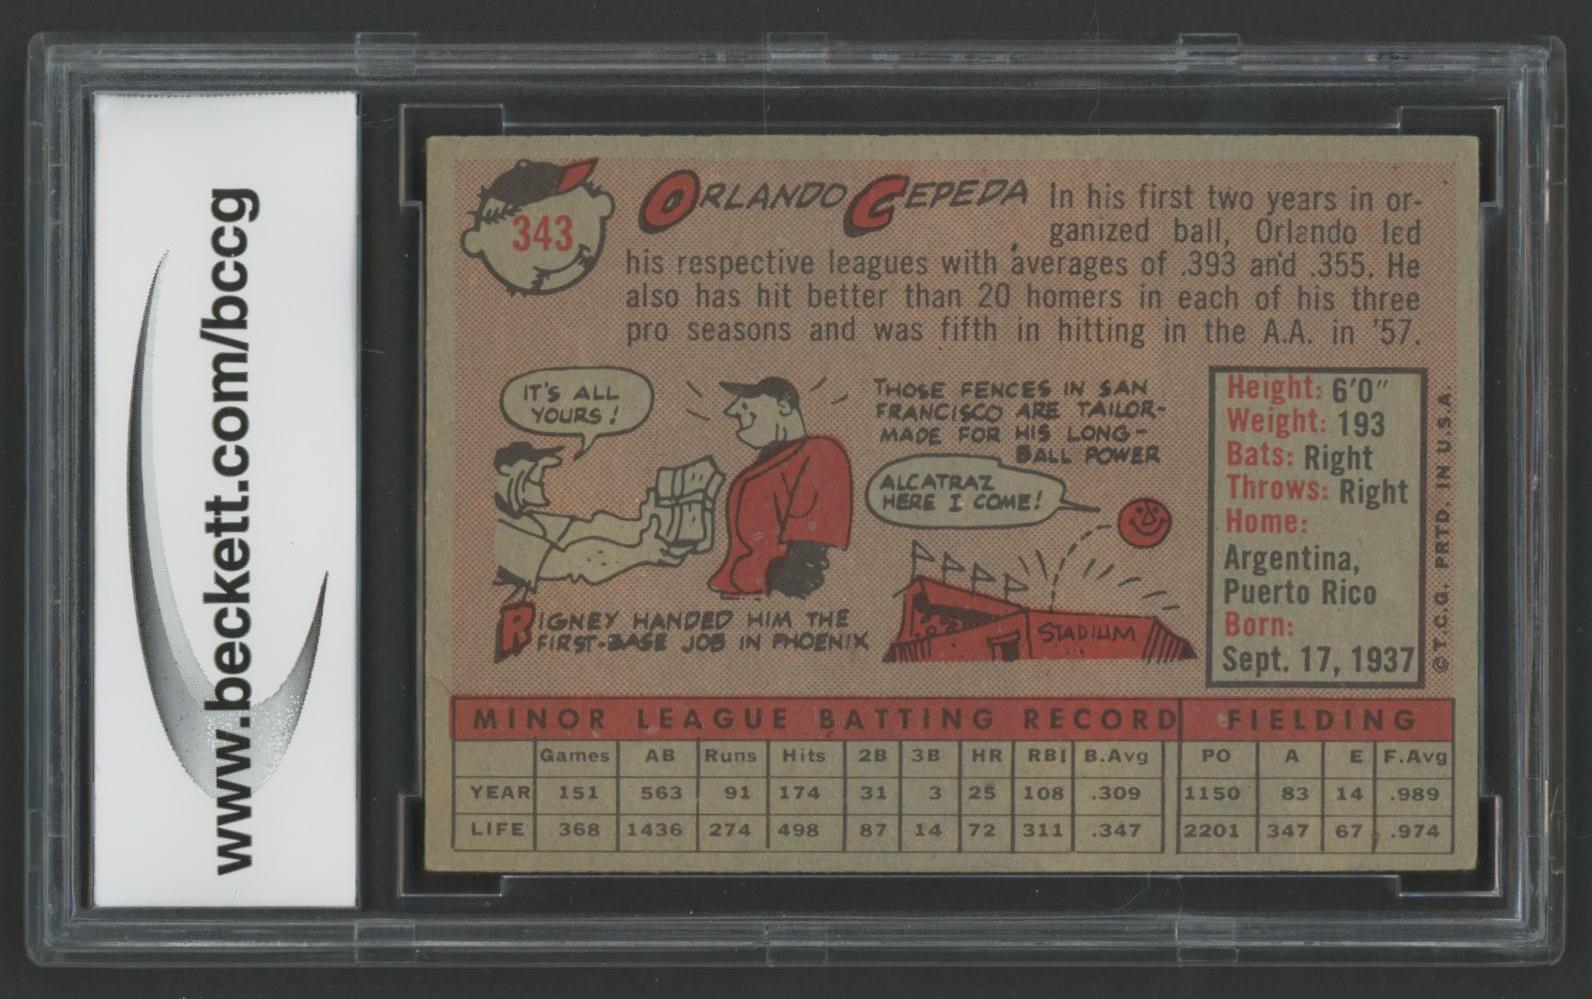 www.beckett.com/bccg
343
ORLANDO CEPEDA
In his first two years in or-
ganized ball, Orlando led
his respective leagues with averages of .393 and .355. He
also has hit better than 20 homers in each of his three
pro seasons and was fifth in hitting in the A.A. in '57.
IT'S ALL
YOURS!
RIGNEY HANDED HIM THE
FIRST-BASE JOB IN PHOENIX
THOSE FENCES IN SAN
FRANCISCO ARE TAILOR-
MADE FOR HIS LONG-
BALL POWER
ALCATRAZ
HERE I COME!
STADIUM
Height: 6'0"
Weight: 193
Bats: Right
Throws: Right
Home:
Argentina,
Puerto Rico
Born:
Sept. 17, 1937
© T.C.G. PRTD. IN U.S.A.
MINOR LEAGUE BATTING RECORD FIELDING
Games AB Runs Hits 2B 3B HR RBI B.Avg PO A E F.Avg
YEAR 151 563 91 174 31 3 25 108 .309 1150 83 14 .989
LIFE 368 1436 274 498 87 14 72 311 .347 2201 347 67 .974